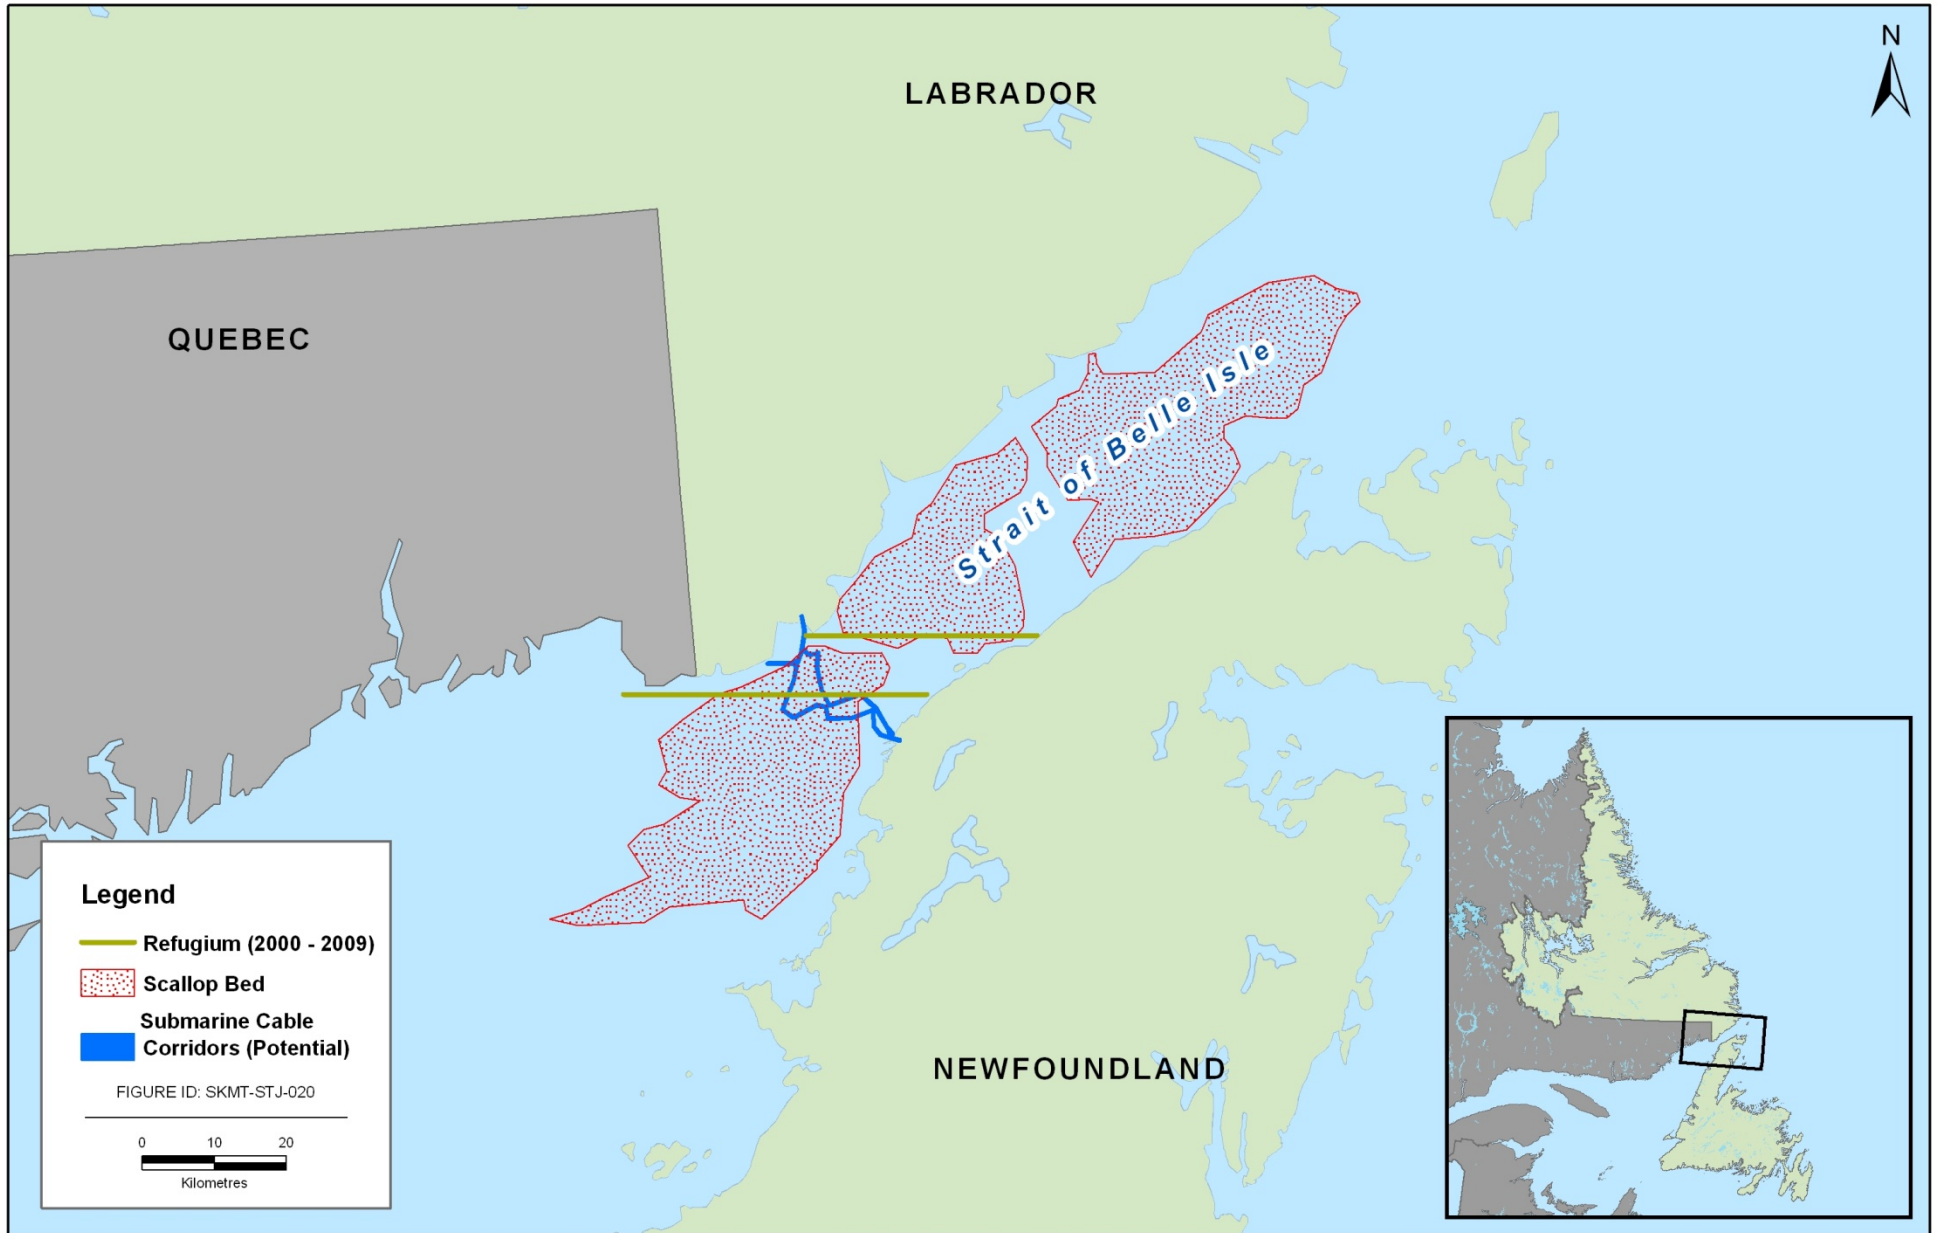 N
LABRADOR
QUEBEC
Strait of Belle Isle
NEWFOUNDLAND
Legend
Refugium (2000 - 2009)
Scallop Bed
Submarine Cable
Corridors (Potential)
FIGURE ID: SKMT-STJ-020
0 10 20
Kilometres